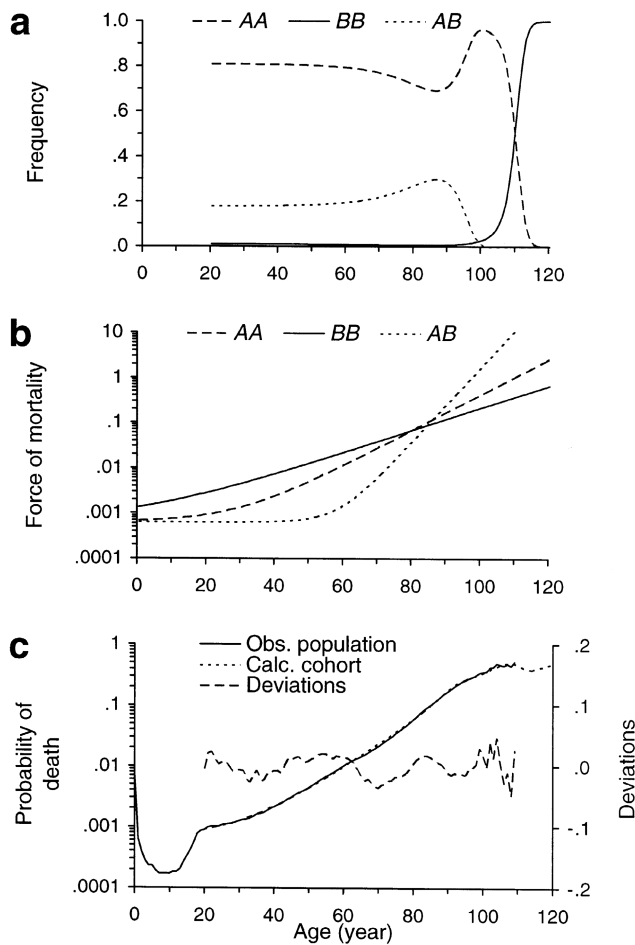 a
AA BB AB
1.0
.8
.6
.4
.2
.0
Frequency
0 20 40 60 80 100 120
b
AA BB AB
10
1
.1
.01
.001
.0001
Force of mortality
0 20 40 60 80 100 120
c
Obs. population
Calc. cohort
Deviations
1
.1
.01
.001
.0001
Probability of
death
.2
.1
.0
-.1
-.2
Deviations
0 20 40 60 80 100 120
Age (year)